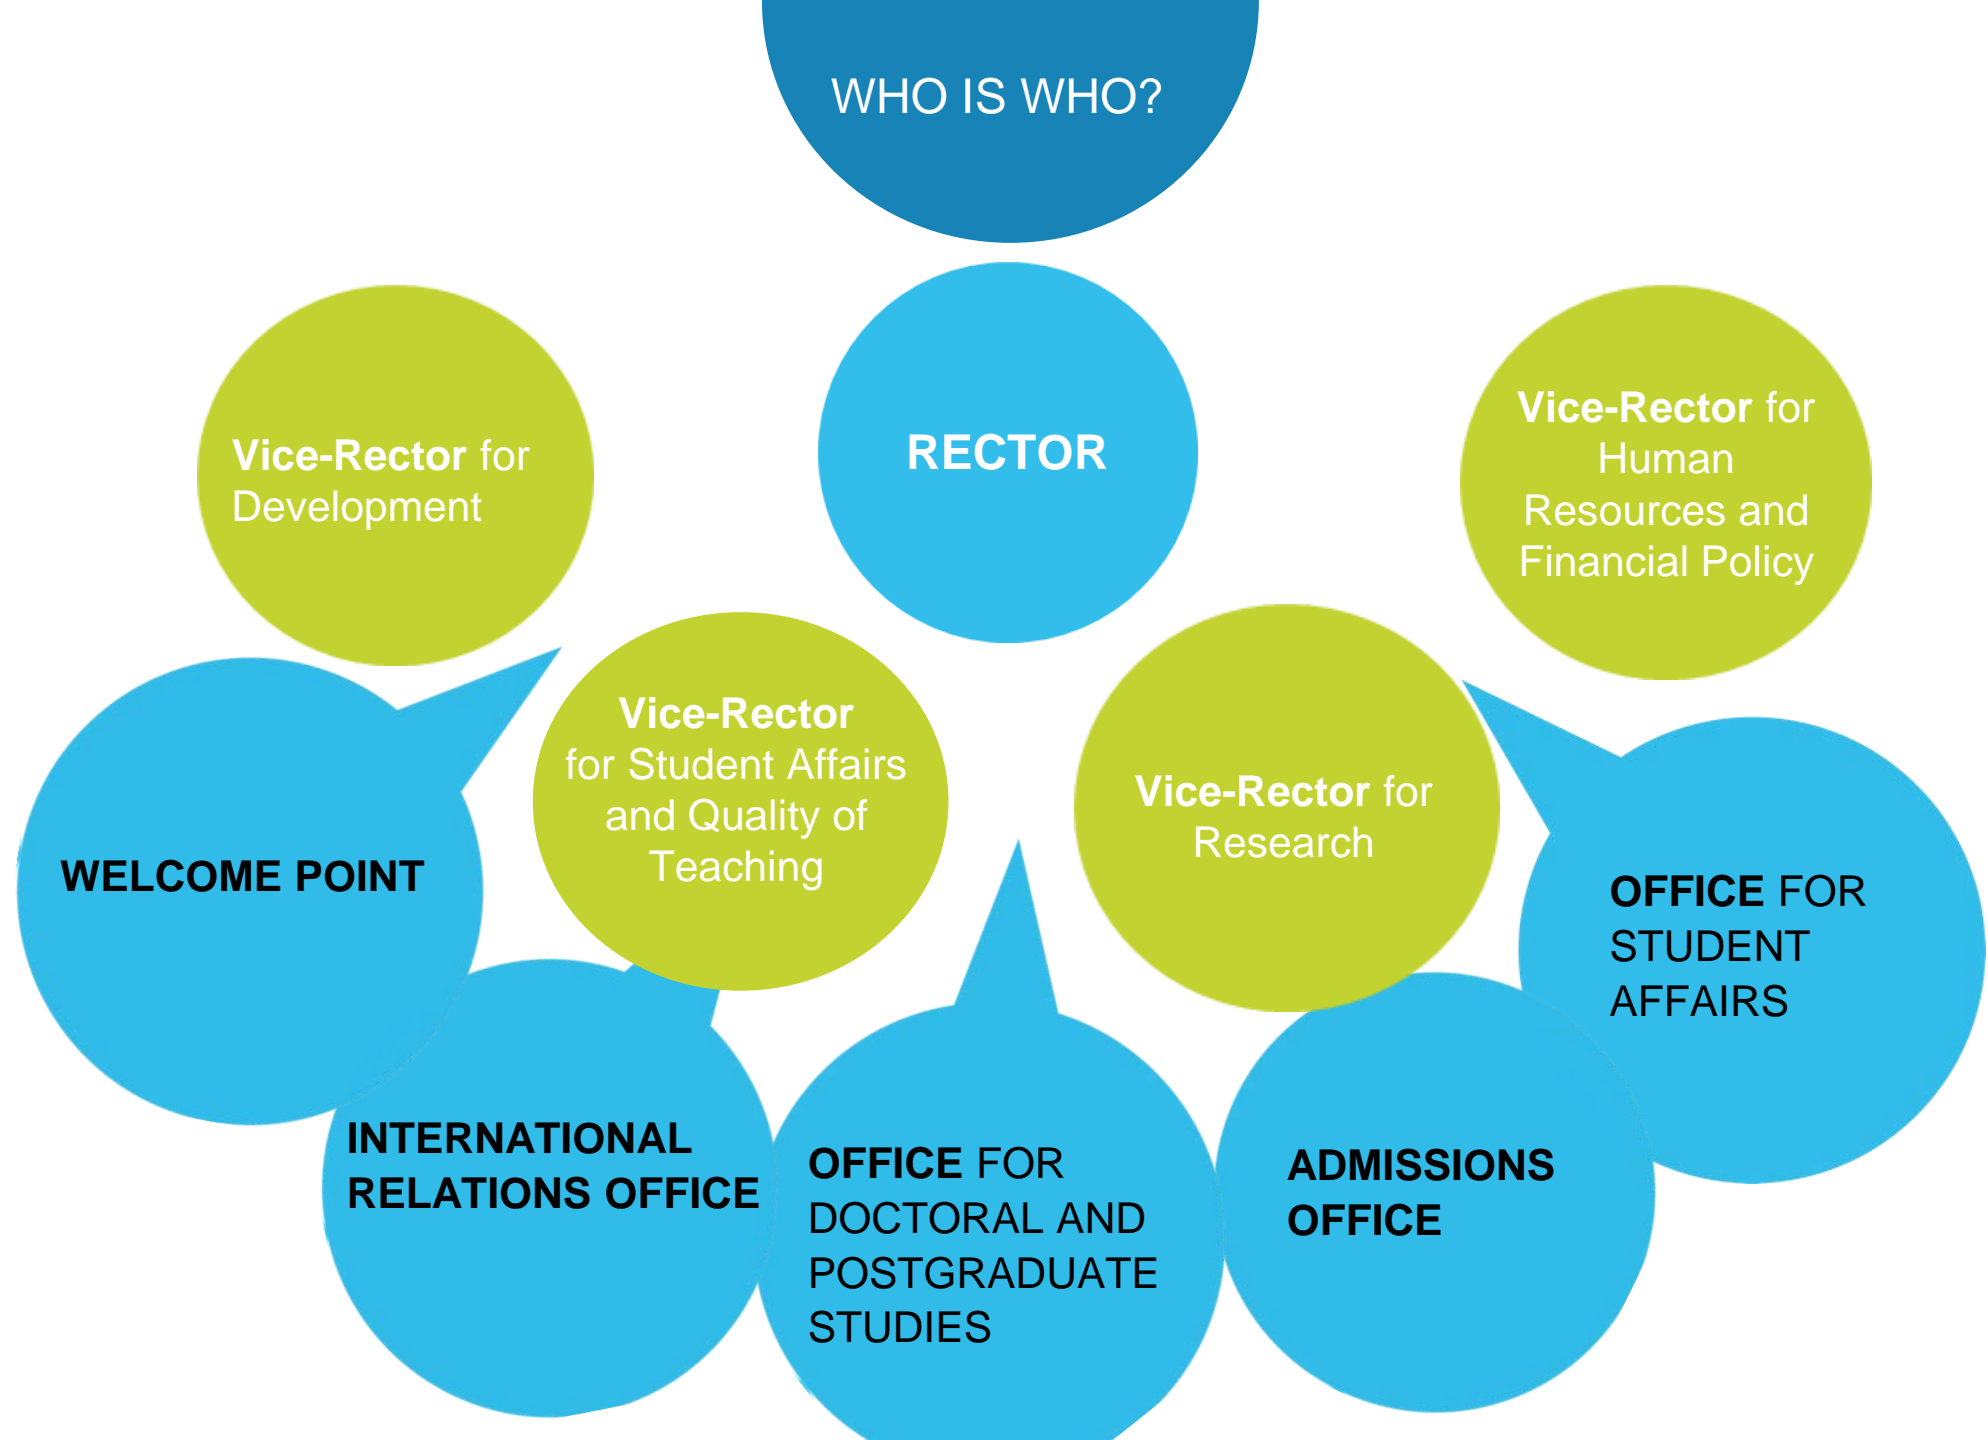 WHO IS WHO?
RECTOR
Vice-Rector for
Development
Vice-Rector for
Human
Resources and
Financial Policy
Vice-Rector
for Student Affairs
and Quality of
Teaching
Vice-Rector for
Research
WELCOME POINT
INTERNATIONAL
RELATIONS OFFICE
OFFICE FOR
DOCTORAL AND
POSTGRADUATE
STUDIES
ADMISSIONS
OFFICE
OFFICE FOR
STUDENT
AFFAIRS